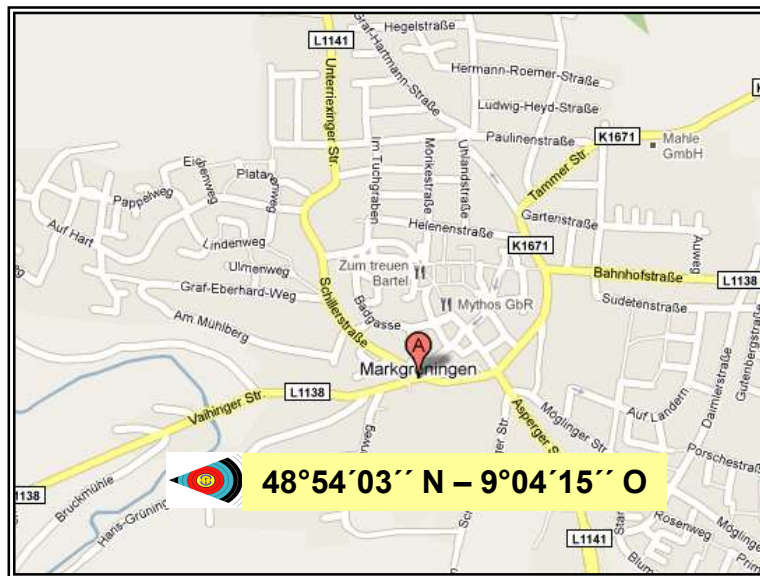 Hegelstraße
L1141
Graf-Hartmann-Straße
Hermann-Roemer-Straße
Unterriexinger Str.
Ludwig-Heyd-Straße
Paulinenstraße
K1671
Mahle
GmbH
Im Tuchgraben
Mörikestraße
Uhlandstraße
Tammer Str.
Pappelweg
Gartenstraße
Auf Hart
Lindenweg
Helenenstraße
K1671
Auweg
Ulmenweg
Zum treuen
Bartel
Bahnhofstraße
L1138
Graf-Eberhard-Weg
Schillerstraße
Mythos GbR
Sudetenstraße
Am Mühlberg
Badgasse
Gutenbergstraße
A
Markgröningen
Daimlerstraße
L1138
Vaihinger Str.
Asperger Str.
Möglinger Str.
Auf Landern
Porschestraße
48°54´03´´ N – 9°04´15´´ O
1138
Bruckmühle
Rosenweg
Möglinger
L1141